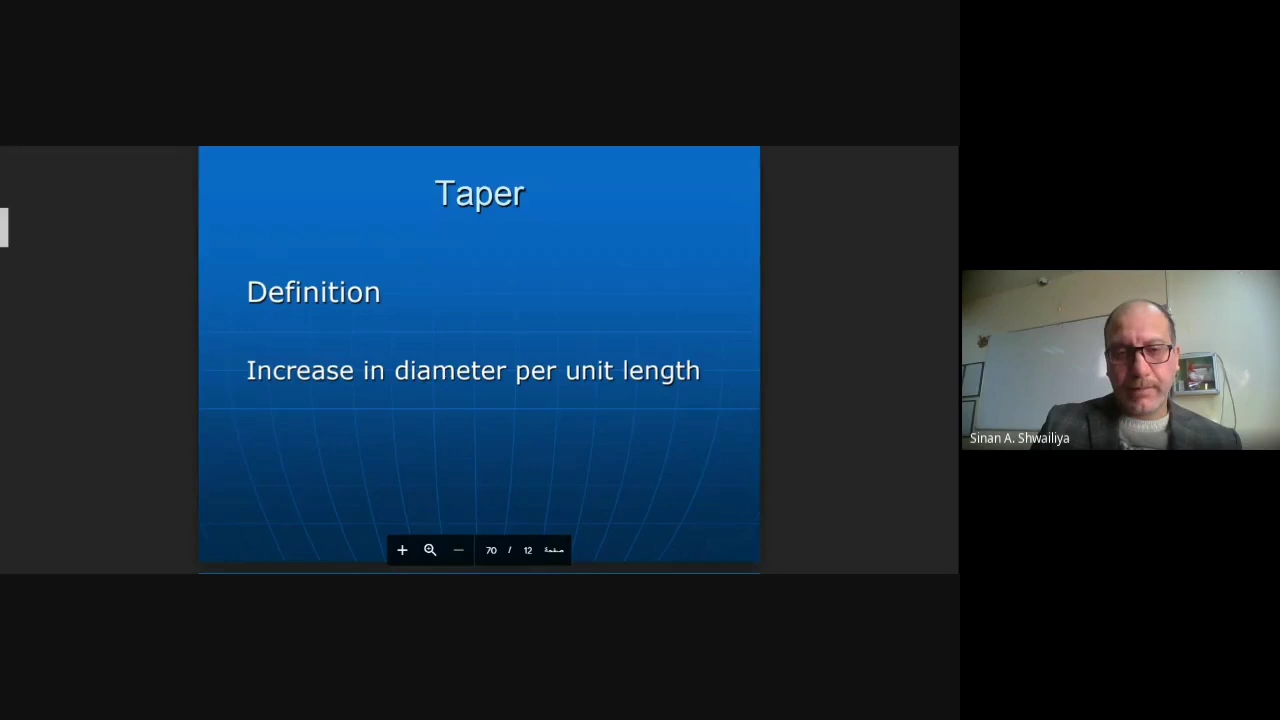 Taper
Definition
Increase in diameter per unit length
70 / 12 صفحة
Sinan A. Shwailiya